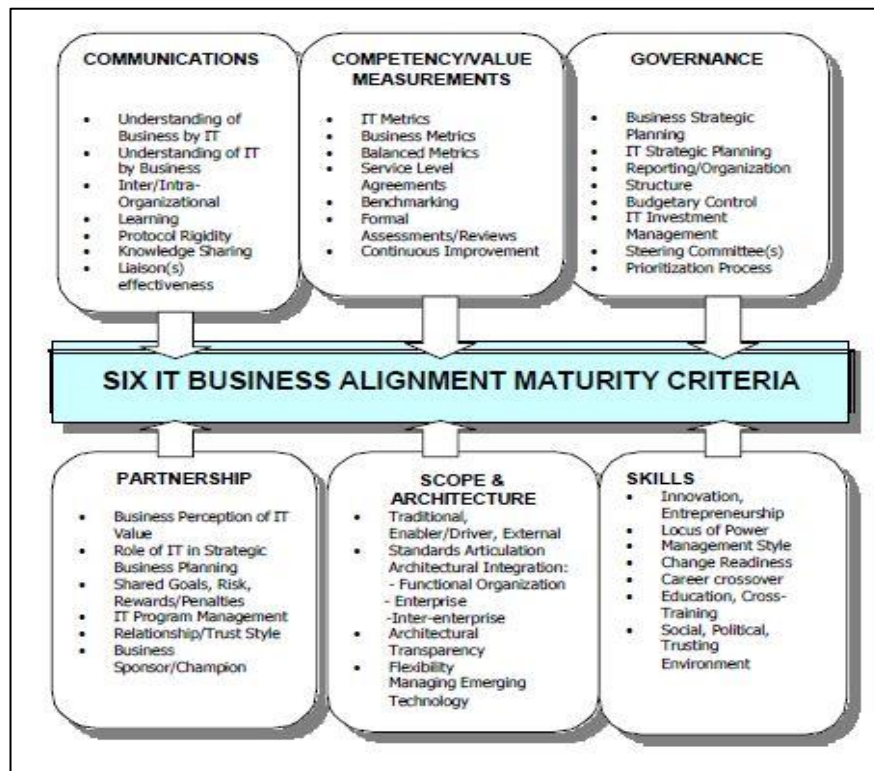 COMMUNICATIONS
• Understanding of
Business by IT
• Understanding of IT
by Business
• Inter/Intra-
Organizational
• Learning
• Protocol Rigidity
• Knowledge Sharing
• Liaison(s)
effectiveness
COMPETENCY/VALUE
MEASUREMENTS
• IT Metrics
• Business Metrics
• Balanced Metrics
• Service Level
Agreements
• Benchmarking
• Formal
Assessments/Reviews
• Continuous Improvement
GOVERNANCE
• Business Strategic
Planning
• IT Strategic Planning
• Reporting/Organization
• Structure
• Budgetary Control
• IT Investment
Management
• Steering Committee(s)
• Prioritization Process
SIX IT BUSINESS ALIGNMENT MATURITY CRITERIA
PARTNERSHIP
• Business Perception of IT
Value
• Role of IT in Strategic
Business Planning
• Shared Goals, Risk,
Rewards/Penalties
• IT Program Management
• Relationship/Trust Style
• Business
Sponsor/Champion
SCOPE &
ARCHITECTURE
• Traditional,
Enabler/Driver, External
• Standards Articulation
Architectural Integration:
- Functional Organization
- Enterprise
-Inter-enterprise
• Architectural
Transparency
• Flexibility
Managing Emerging
Technology
SKILLS
• Innovation,
Entrepreneurship
• Locus of Power
• Management Style
• Change Readiness
• Career crossover
• Education, Cross-
Training
• Social, Political,
Trusting
Environment